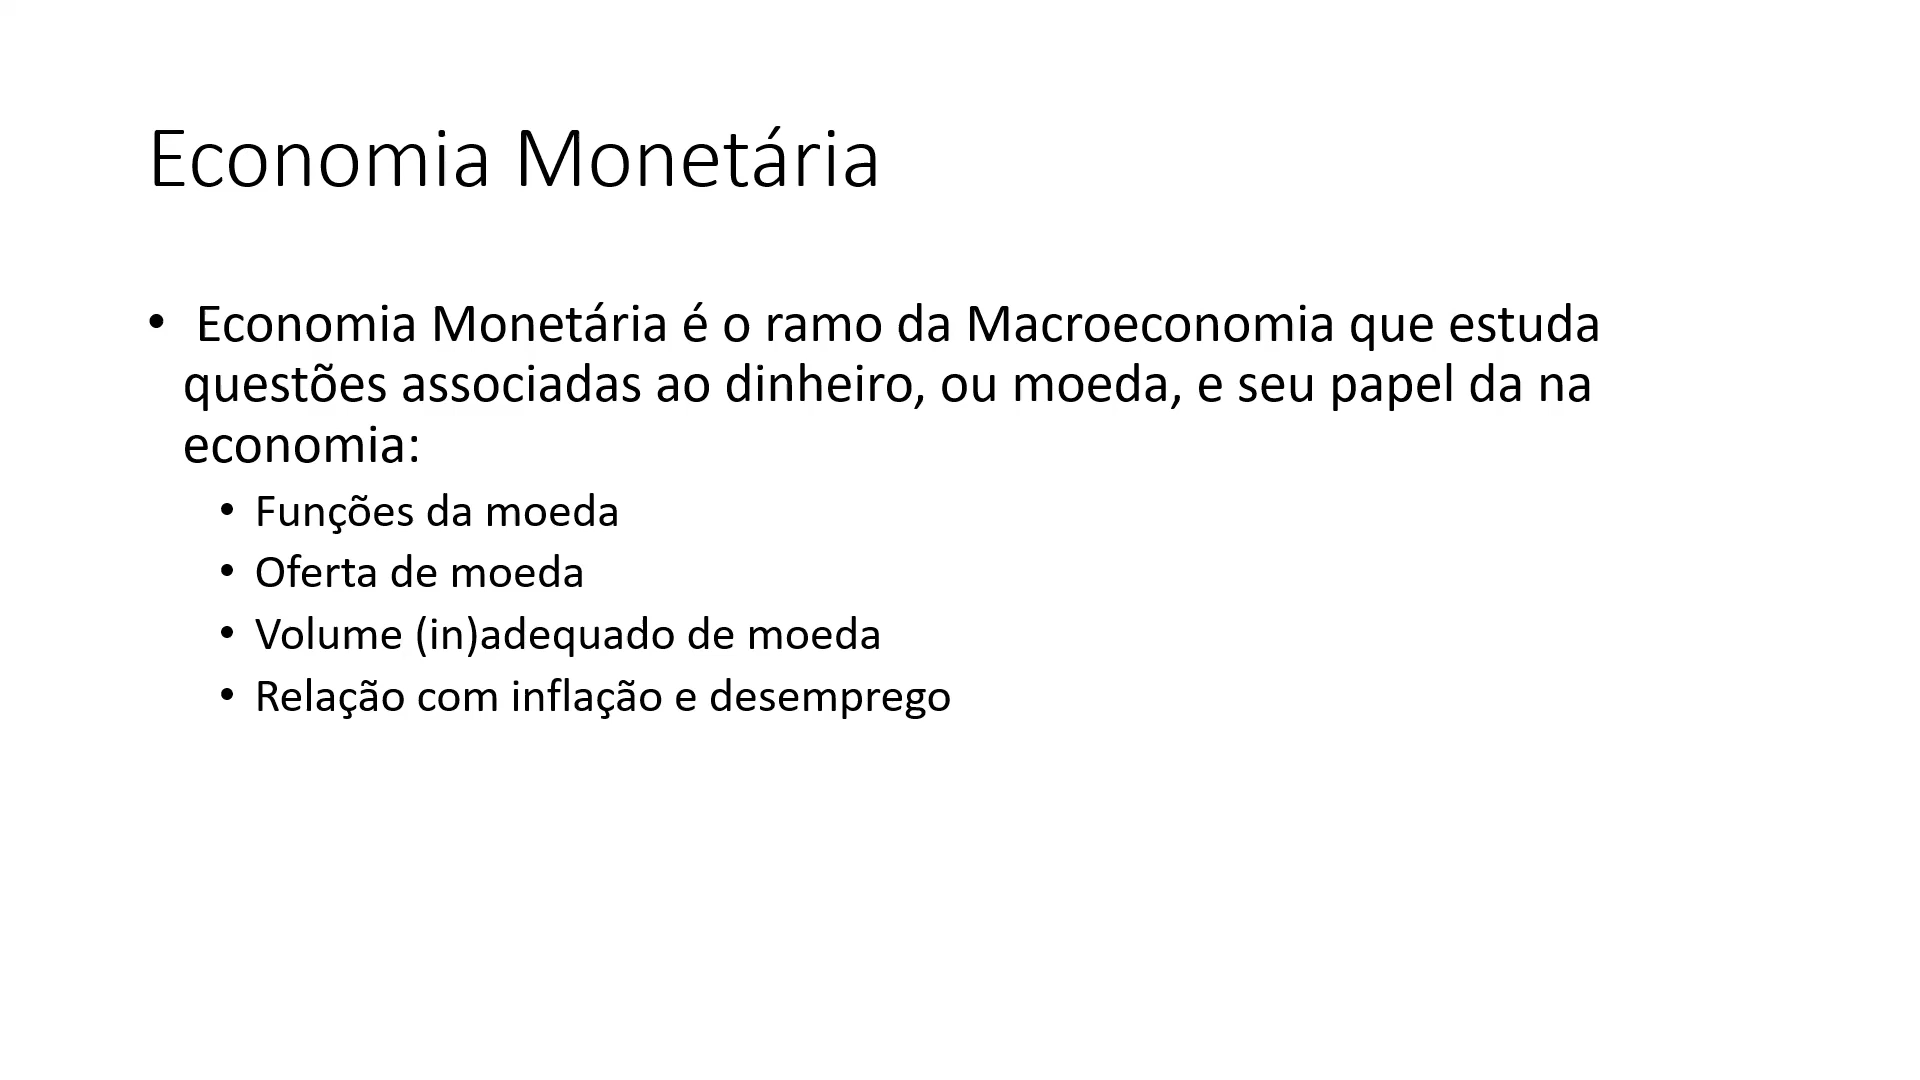 Economia Monetária
• Economia Monetária é o ramo da Macroeconomia que estuda
questões associadas ao dinheiro, ou moeda, e seu papel da na
economia:
• Funções da moeda
• Oferta de moeda
• Volume (in)adequado de moeda
• Relação com inflação e desemprego